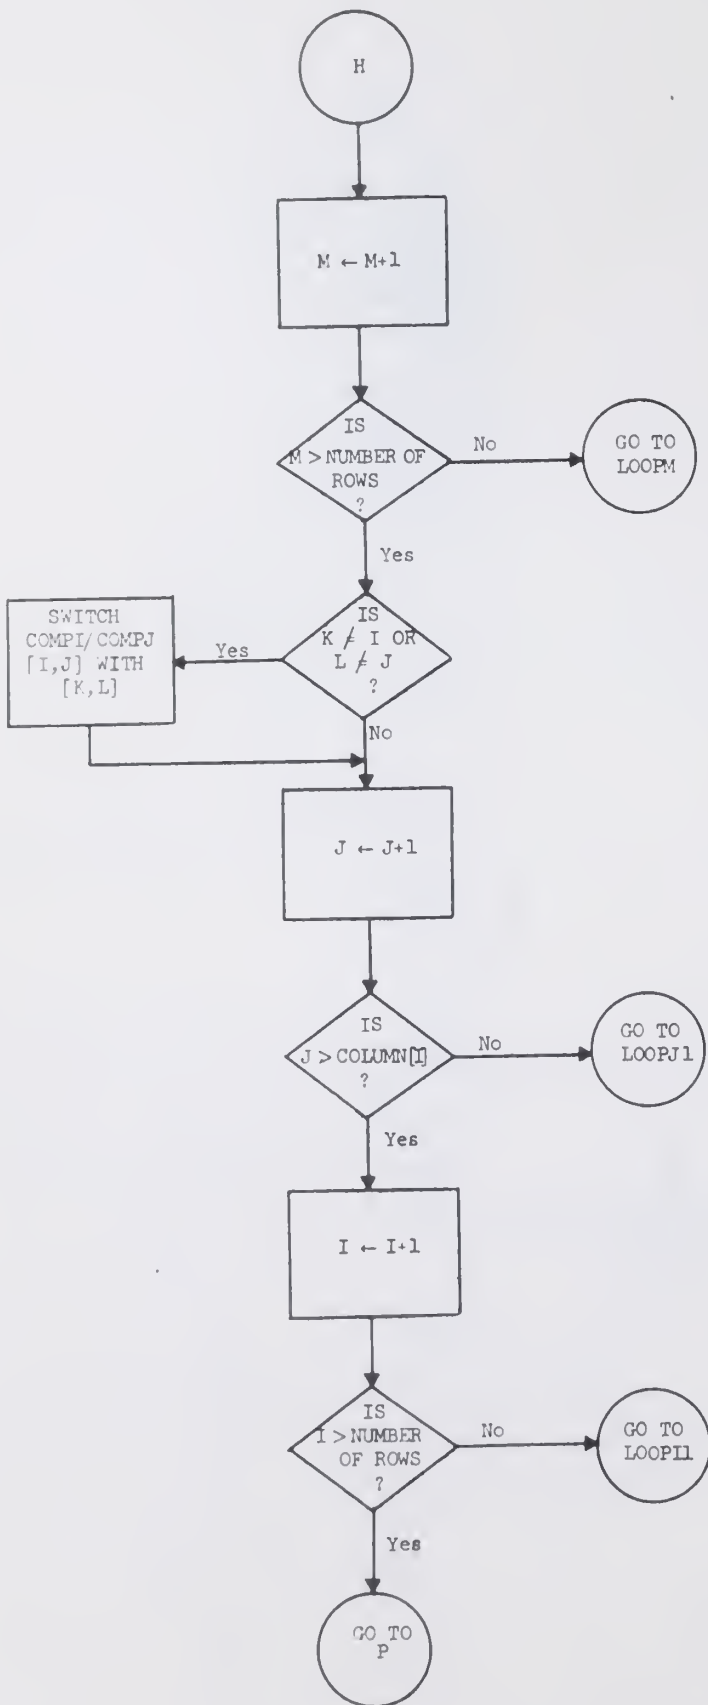 H
M ← M+1
IS
M > NUMBER OF
ROWS
?
No
GO TO
LOOPM
Yes
IS
K ≠ I OR
L ≠ J
?
Yes
SWITCH
COMPI/COMPJ
[I,J] WITH
[K,L]
No
J ← J+1
IS
J > COLUMN[I]
?
No
GO TO
LOOPJ1
Yes
I ← I+1
IS
I > NUMBER
OF ROWS
?
No
GO TO
LOOPI1
Yes
GO TO
P